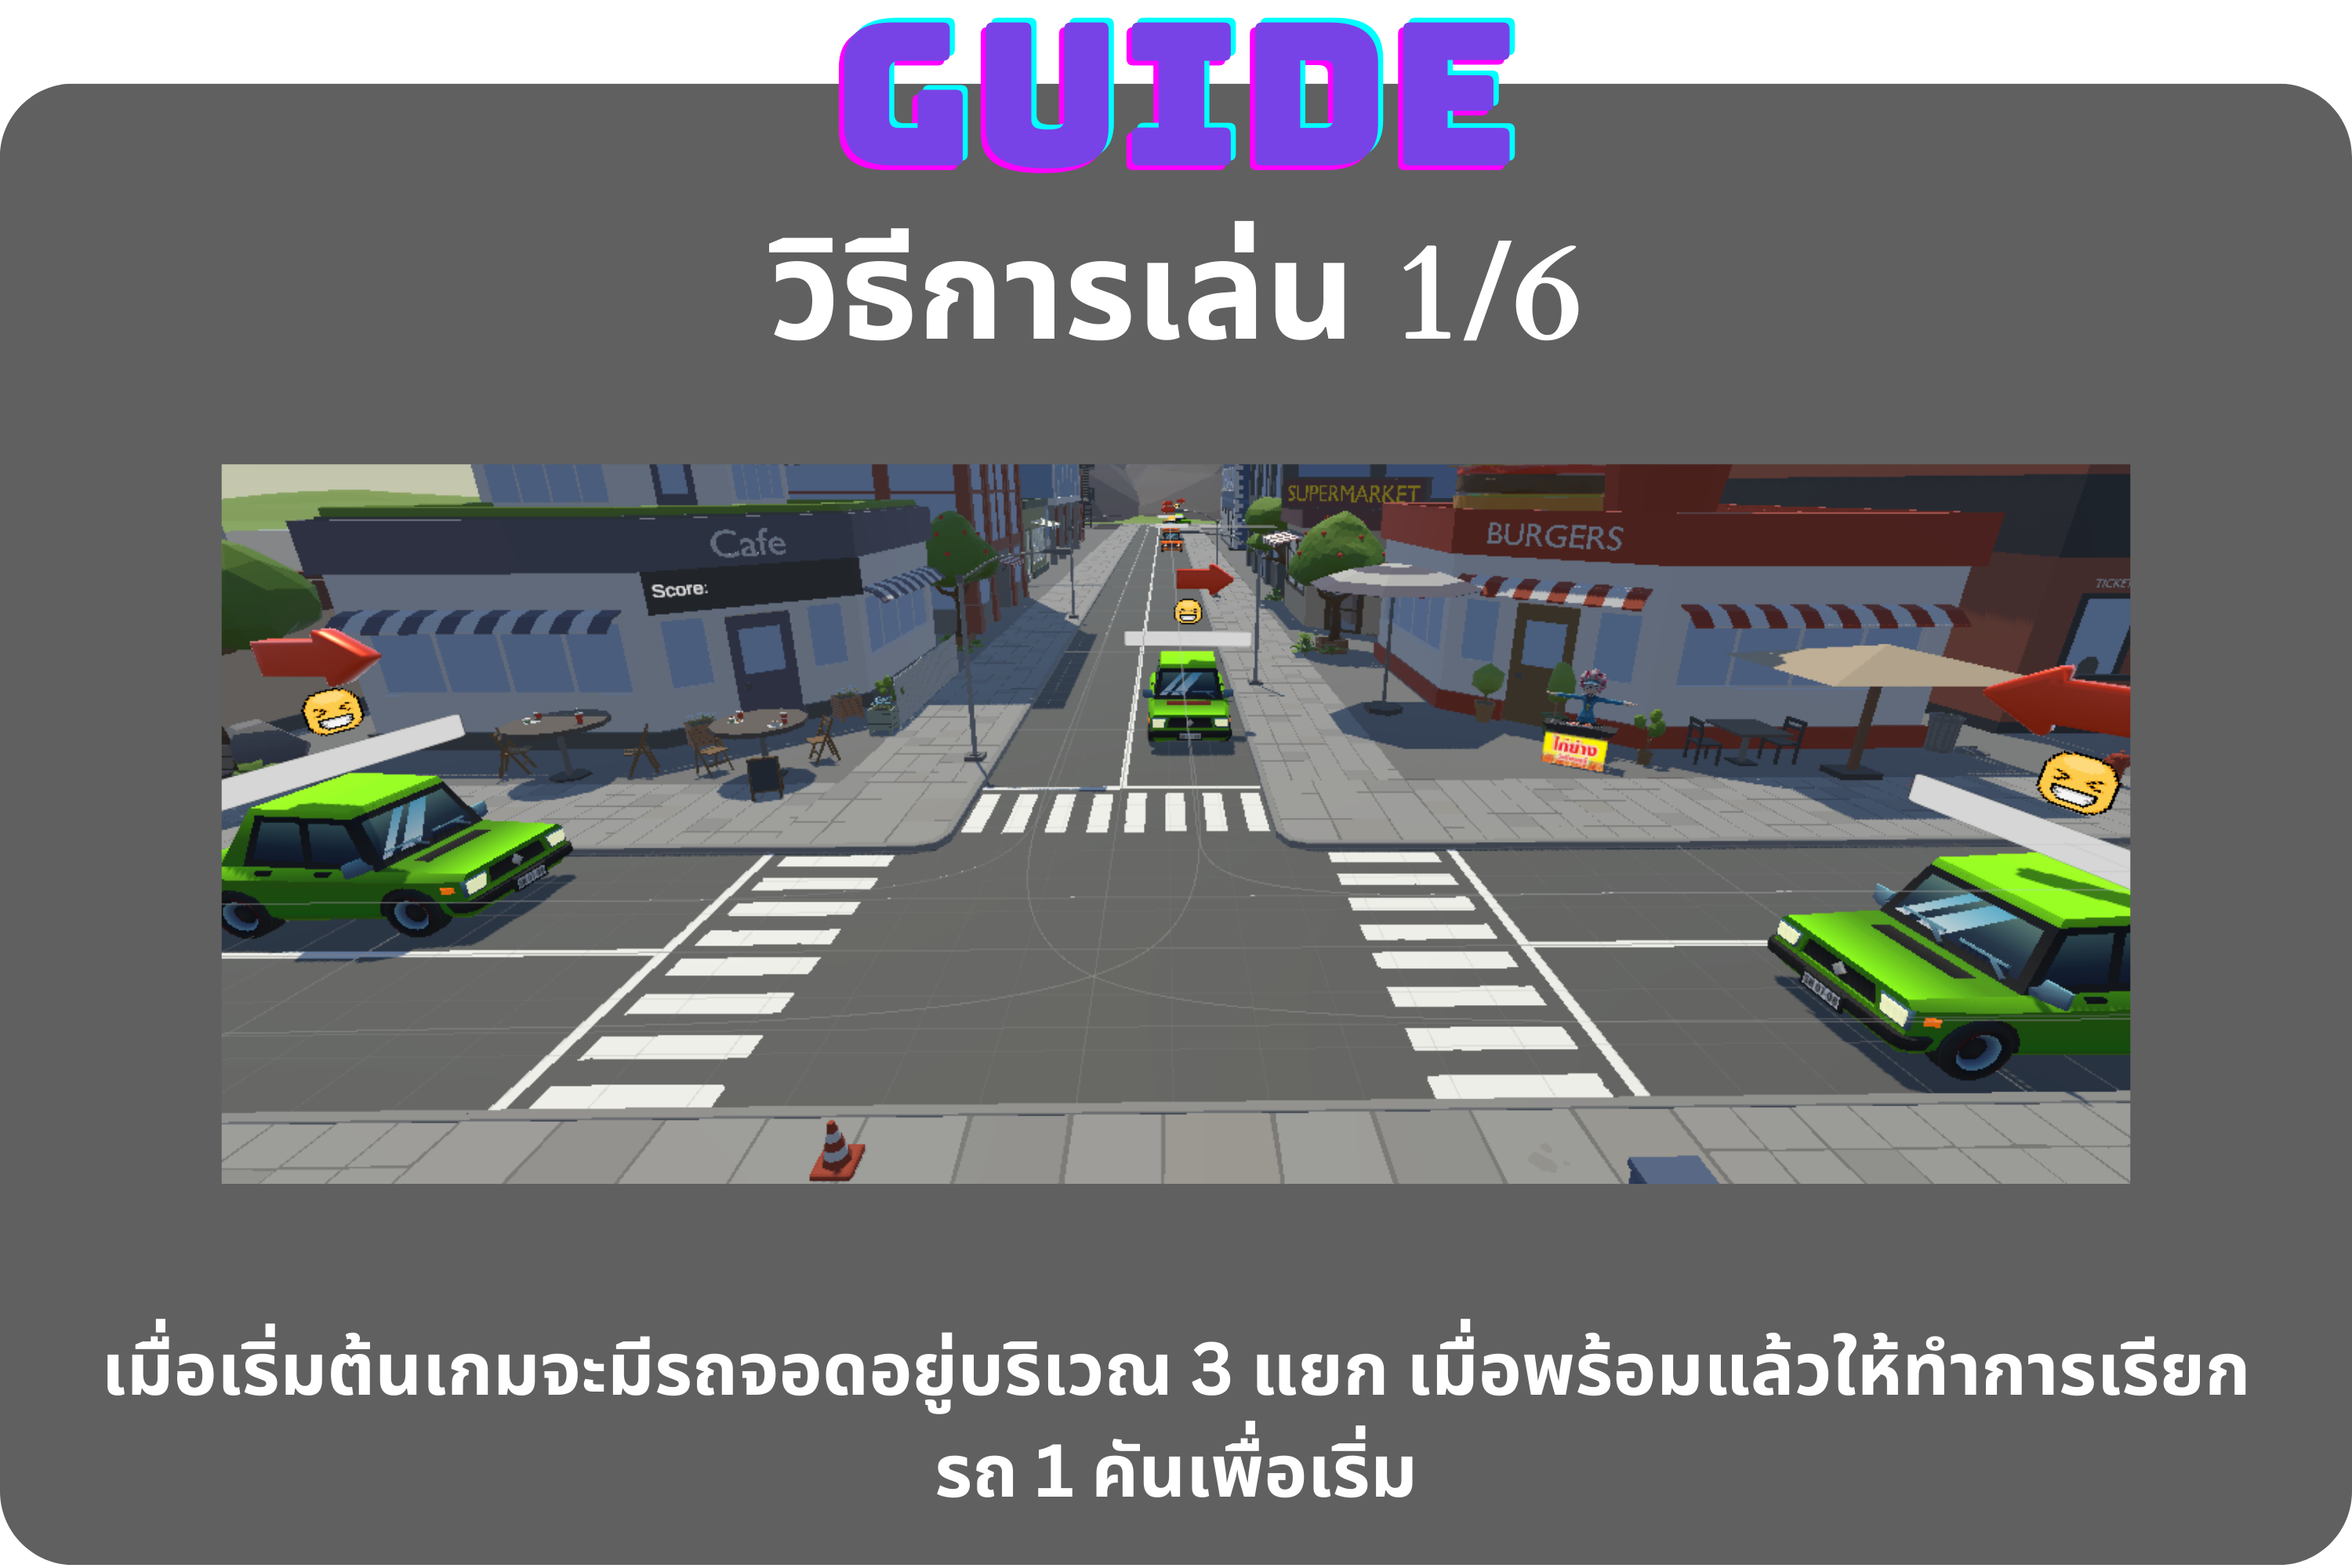 GUIDE
วิธีการเล่น 1/6
SUPERMARKET
Cafe
BURGERS
Score:
ไก่ย่าง
เมื่อเริ่มต้นเกมจะมีรถจอดอยู่บริเวณ 3 แยก เมื่อพร้อมแล้วให้ทำการเรียก
รถ 1 คันเพื่อเริ่ม